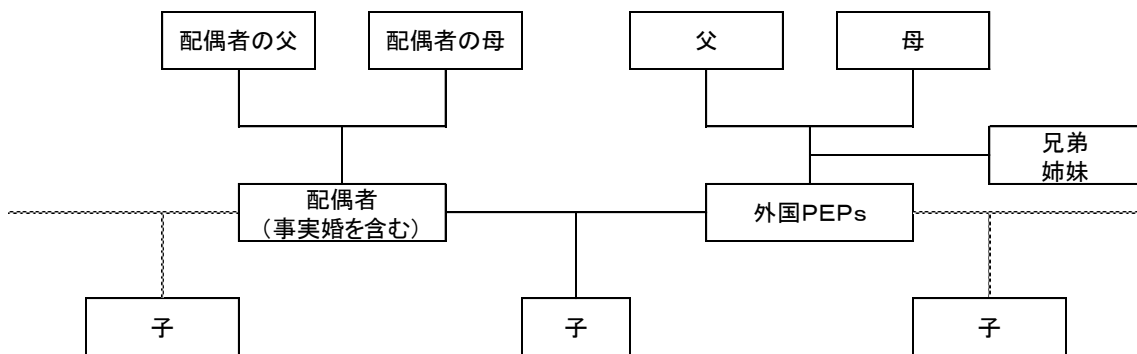 配偶者の父
配偶者の母
父
母
兄弟
姉妹
配偶者
（事実婚を含む）
外国PEPs
子
子
子